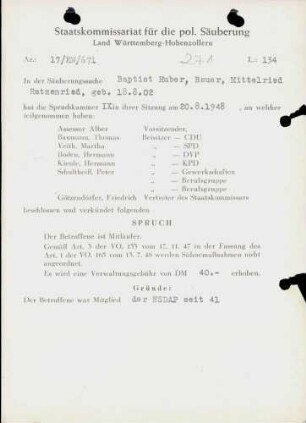 Staatskommissariat für die pol. Säuberung
Land Württemberg-Hohenzollern
Az.: 17/XX/671 271 L: 134
In der Säuberungssache Baptist Huber, Bauer, Mittelried
Hatzenried, geb. 18.8.02
hat die Spruchkammer IX in ihrer Sitzung am 20.8.1948, an welcher
teilgenommen haben:
Assessor Alber Vorsitzender,
Baumann, Thomas Beisitzer — CDU
Veith, Martha „ — SPD
Boden, Hermann „ — DVP
Kiesle, Hermann „ — KPD
Schultheiß, Peter „ — Gewerkschaften
„ — Berufsgruppe
„ — Berufsgruppe
Götzendörfer, Friedrich Vertreter des Staatskommissars
beschlossen und verkündet folgenden
SPRUCH
Der Betroffene ist Mitläufer.
Gemäß Art. 3 der VO. 133 vom 17. 11. 47 in der Fassung des
Art. 1 der VO. 165 vom 13. 7. 48 werden Sühnemaßnahmen nicht
angeordnet.
Es wird eine Verwaltungsgebühr von DM 40.- erhoben.
Gründe:
Der Betroffene war Mitglied der NSDAP seit 41